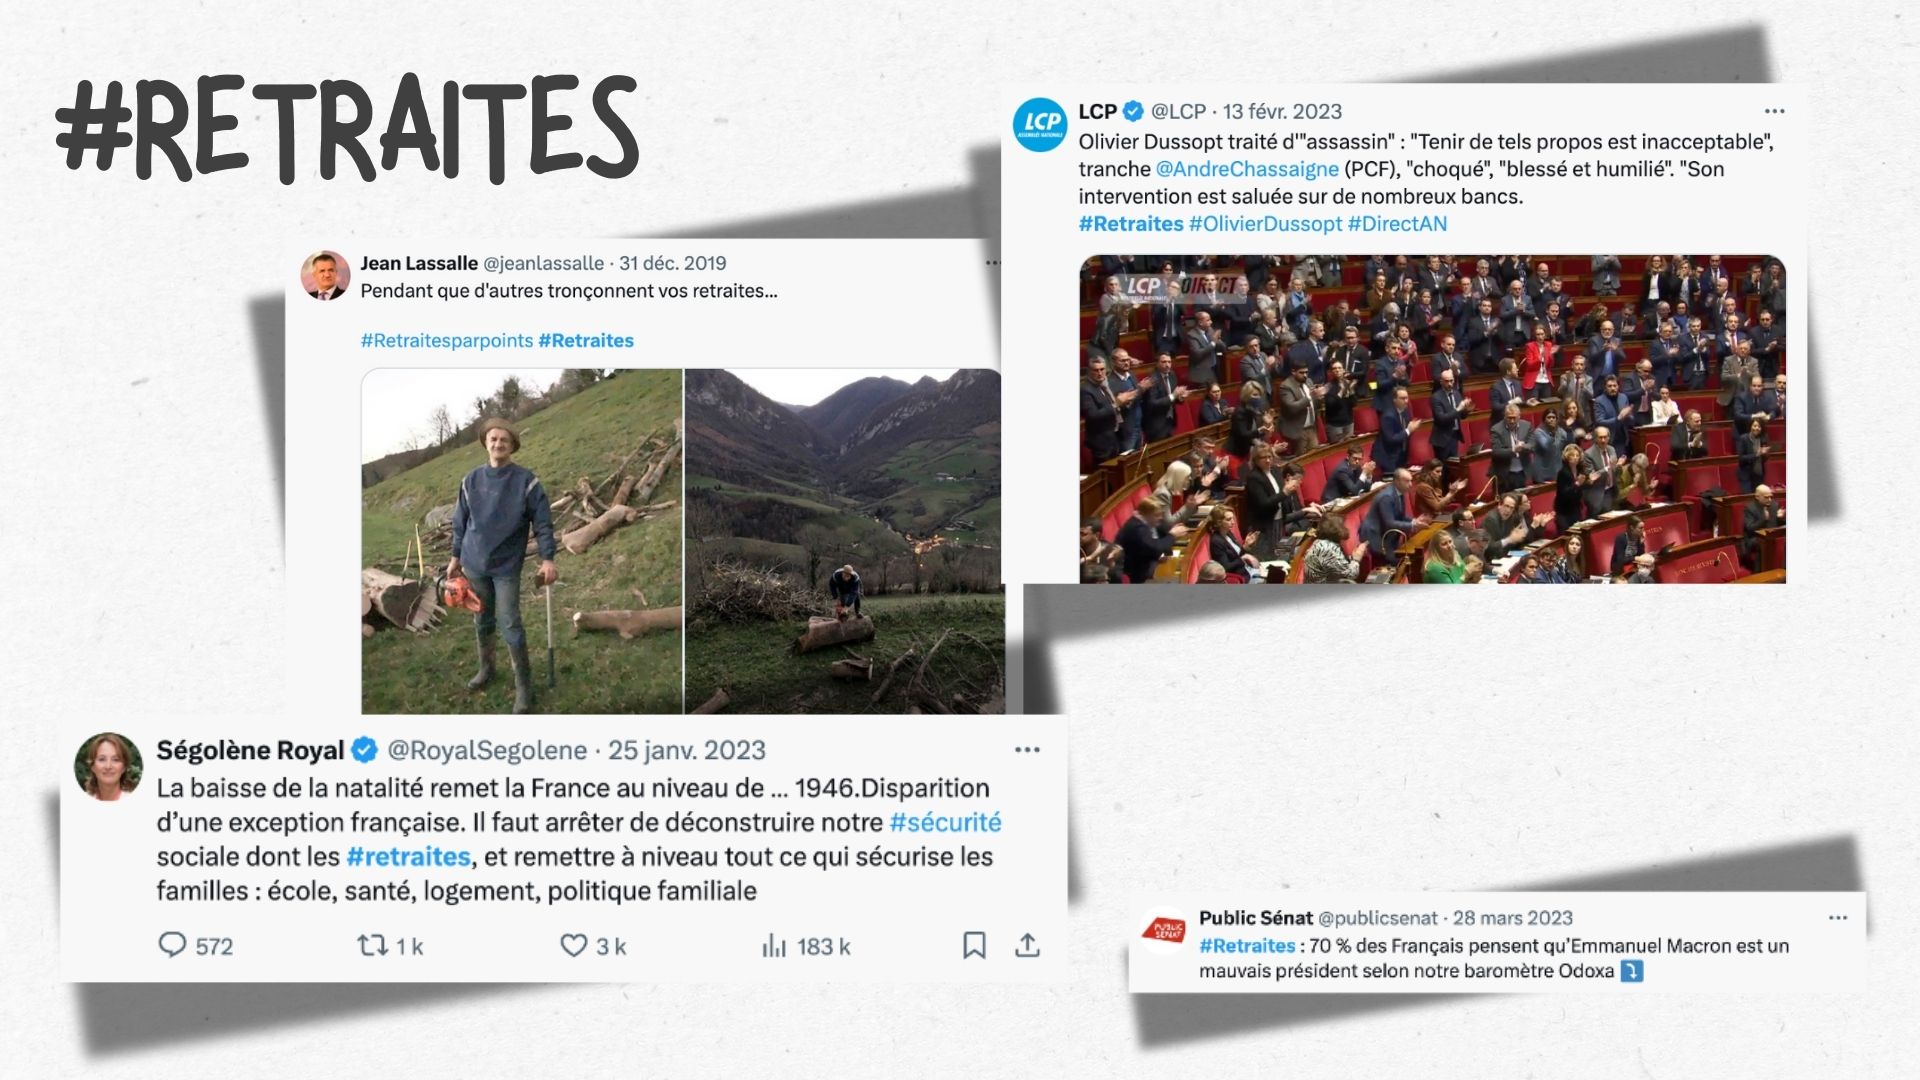 #RETRAITES
LCP @LCP · 13 févr. 2023
Olivier Dussopt traité d'"assassin" : "Tenir de tels propos est inacceptable",
tranche @AndreChassaigne (PCF), "choqué", "blessé et humilié". "Son
intervention est saluée sur de nombreux bancs.
#Retraites #OlivierDussopt #DirectAN
LCP DIRECT
Jean Lassalle @jeanlassalle · 31 déc. 2019
Pendant que d'autres tronçonnent vos retraites...
#Retraitesparpoints #Retraites
Ségolène Royal @RoyalSegolene · 25 janv. 2023
La baisse de la natalité remet la France au niveau de ... 1946.Disparition
d’une exception française. Il faut arrêter de déconstruire notre #sécurité
sociale dont les #retraites, et remettre à niveau tout ce qui sécurise les
familles : école, santé, logement, politique familiale
572 1 k 3 k 183 k
PUBLIC
SÉNAT
Public Sénat @publicsenat · 28 mars 2023
#Retraites : 70 % des Français pensent qu’Emmanuel Macron est un
mauvais président selon notre baromètre Odoxa ⤵️